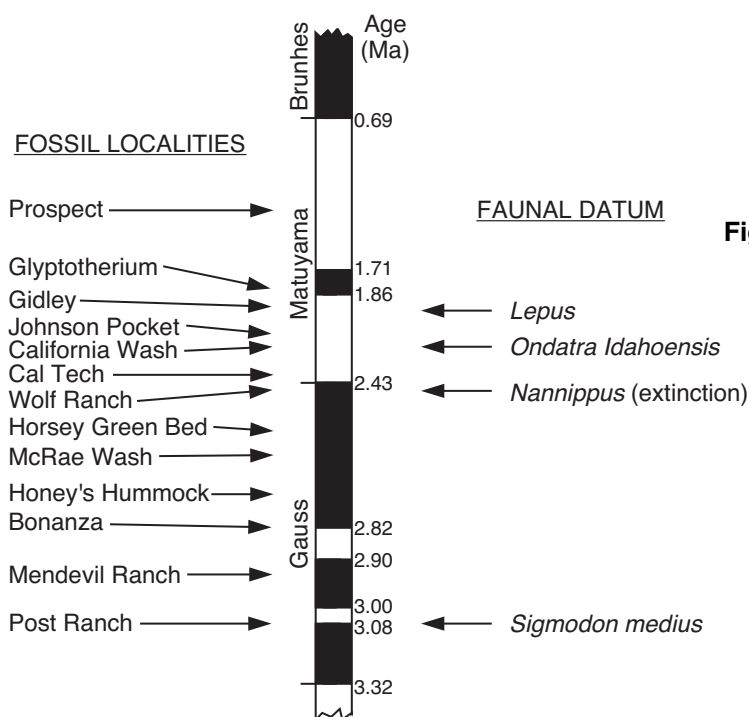 Age
(Ma)
Brunhes
0.69
FOSSIL LOCALITIES
Prospect
FAUNAL DATUM
Fig
Matuyama
Glyptotherium
1.71
Gidley
1.86
Lepus
Johnson Pocket
California Wash
Ondatra Idahoensis
Cal Tech
2.43
Wolf Ranch
Nannippus (extinction)
Horsey Green Bed
McRae Wash
Honey's Hummock
Bonanza
2.82
Gauss
2.90
Mendevil Ranch
3.00
Post Ranch
3.08
Sigmodon medius
3.32